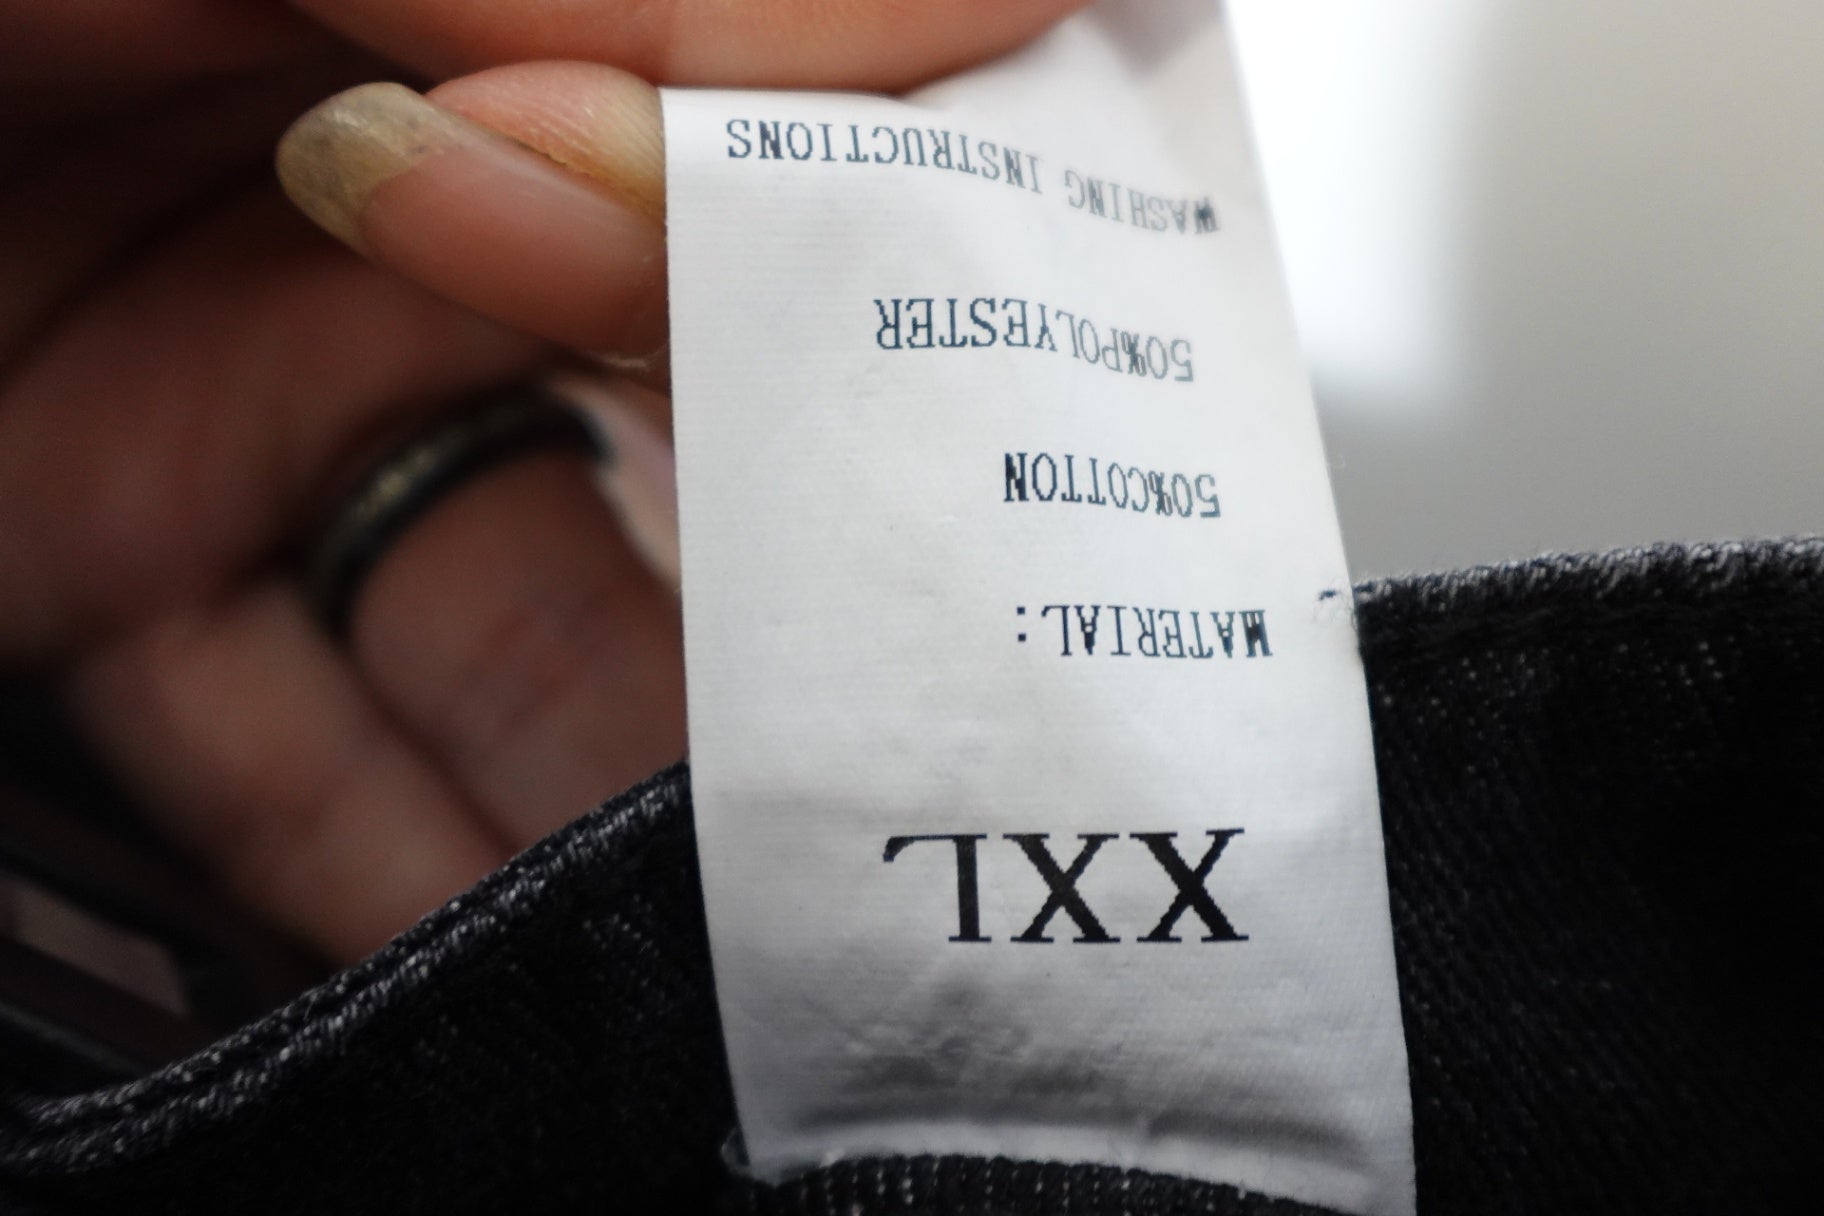 XXL
MATERIAL:
50%COTTON
50%POLYESTER
WASHING INSTRUCTIONS